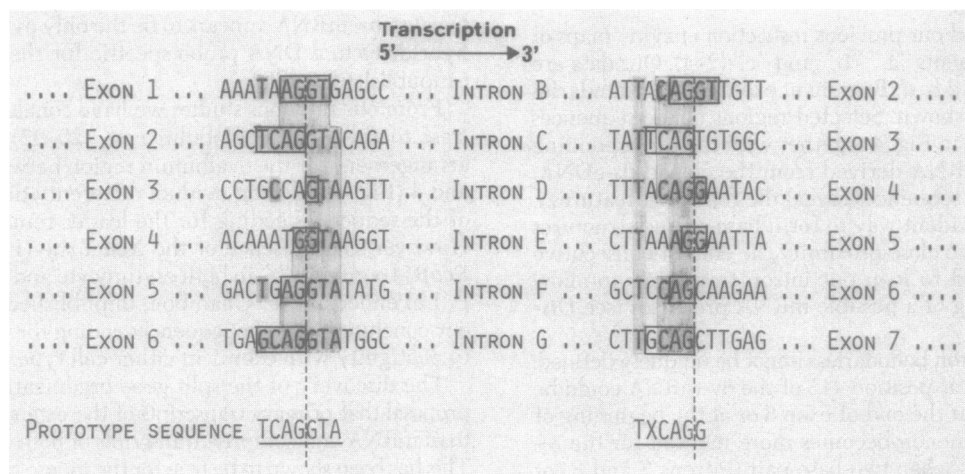 Transcription
5' 3'
.... EXON 1 .... AAATAAGGTGAGCC ... INTRON B ... ATTACAGGTTGTT ... EXON 2 ....
.... EXON 2 .... AGCTCAGGTACAGA ... INTRON C ... TATTCAGTGTGGC ... EXON 3 ....
.... EXON 3 .... CCTGCCAGTAAGTT ... INTRON D ... TTTACAGGAATAC ... EXON 4 ....
.... EXON 4 .... ACAAATGGTAAGGT ... INTRON E ... CTTAAAGGAATTA ... EXON 5 ....
.... EXON 5 .... GACTGAGGTATATG ... INTRON F ... GCTCCAGCAAGAA ... EXON 6 ....
.... EXON 6 .... TGAGCAGGTATGGC ... INTRON G ... CTTTGCAGCTTGAG ... EXON 7 ....
PROTOTYPE SEQUENCE TCAGGTA TXCAGG